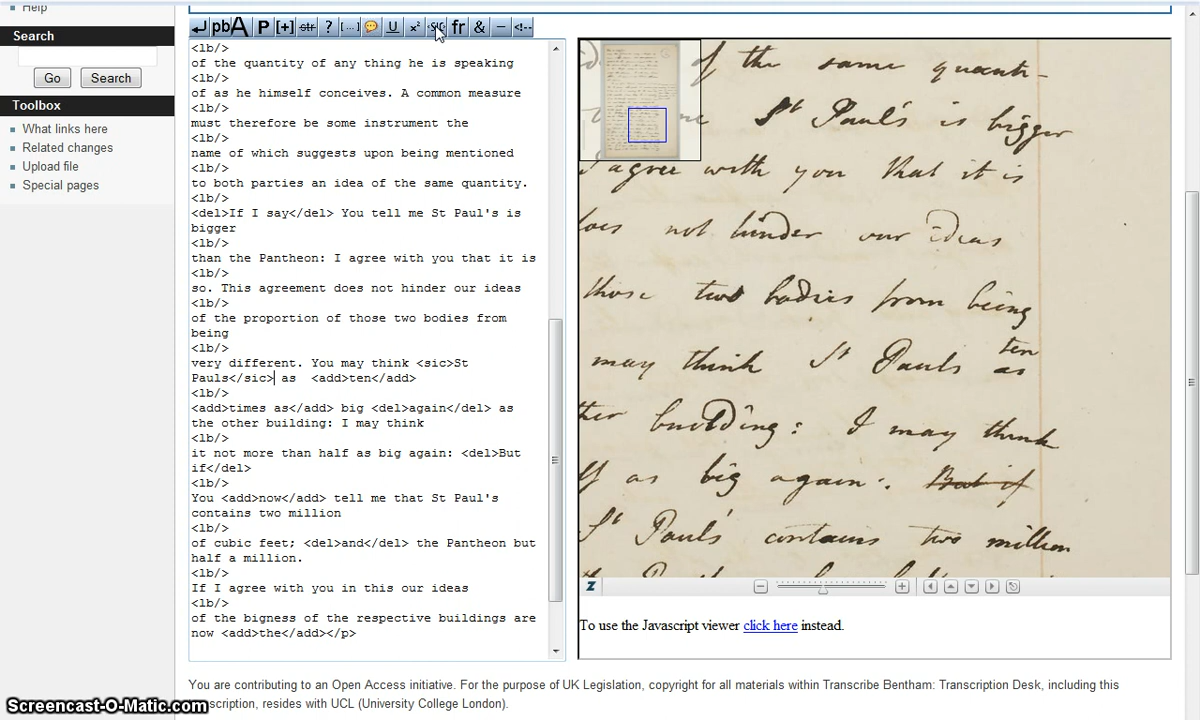 Help
Search
Go Search
Toolbox
What links here
Related changes
Upload file
Special pages
pbA P [+] str ? [...] U x² SIC fr & — <!--
<lb/>
of the quantity of any thing he is speaking
<lb/>
of as he himself conceives. A common measure
<lb/>
must therefore be some instrument the
<lb/>
name of which suggests upon being mentioned
<lb/>
to both parties an idea of the same quantity.
<lb/>
<del>If I say</del> You tell me St Paul's is
bigger
<lb/>
than the Pantheon: I agree with you that it is
<lb/>
so. This agreement does not hinder our ideas
<lb/>
of the proportion of those two bodies from
being
<lb/>
very different. You may think <sic>St
Pauls</sic> as  <add>ten</add>
<lb/>
<add>times as</add> big <del>again</del> as
the other building: I may think
<lb/>
it not more than half as big again: <del>But
if</del>
<lb/>
You <add>now</add> tell me that St Paul's
contains two million
<lb/>
of cubic feet; <del>and</del> the Pantheon but
half a million.
<lb/>
If I agree with you in this our ideas
<lb/>
of the bigness of the respective buildings are
now <add>the</add></p>
of the same quanti-
St Paul's is bigger
I agree with you that it is
does not hinder our ideas
those two bodies from being
ten
may think St Pauls as
ther building: I may think
lf as big again: But if
St Paul's contains two million
Z
To use the Javascript viewer click here instead.
You are contributing to an Open Access initiative. For the purpose of UK Legislation, copyright for all materials within Transcribe Bentham: Transcription Desk, including this
scription, resides with UCL (University College London).
Screencast-O-Matic.com